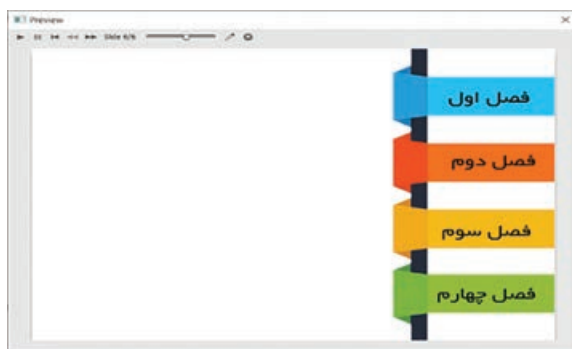 Preview
Slide 6/6
فصل اول
فصل دوم
فصل سوم
فصل چهارم